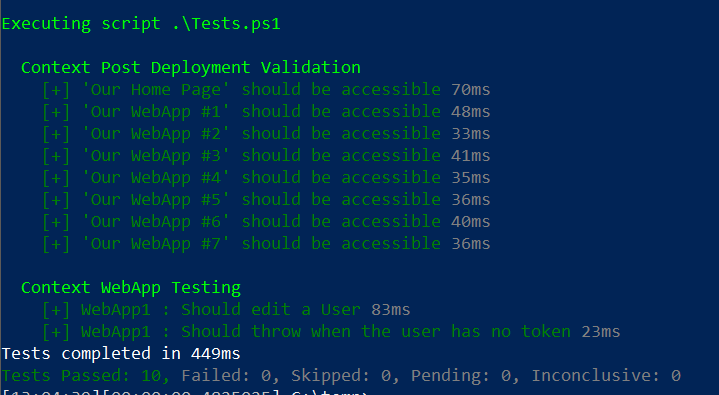 Executing script .\Tests.ps1
Context Post Deployment Validation
[+] 'Our Home Page' should be accessible 70ms
[+] 'Our WebApp #1' should be accessible 48ms
[+] 'Our WebApp #2' should be accessible 33ms
[+] 'Our WebApp #3' should be accessible 41ms
[+] 'Our WebApp #4' should be accessible 35ms
[+] 'Our WebApp #5' should be accessible 36ms
[+] 'Our WebApp #6' should be accessible 40ms
[+] 'Our WebApp #7' should be accessible 36ms
Context WebApp Testing
[+] WebApp1 : Should edit a User 83ms
[+] WebApp1 : Should throw when the user has no token 23ms
Tests completed in 449ms
Tests Passed: 10, Failed: 0, Skipped: 0, Pending: 0, Inconclusive: 0